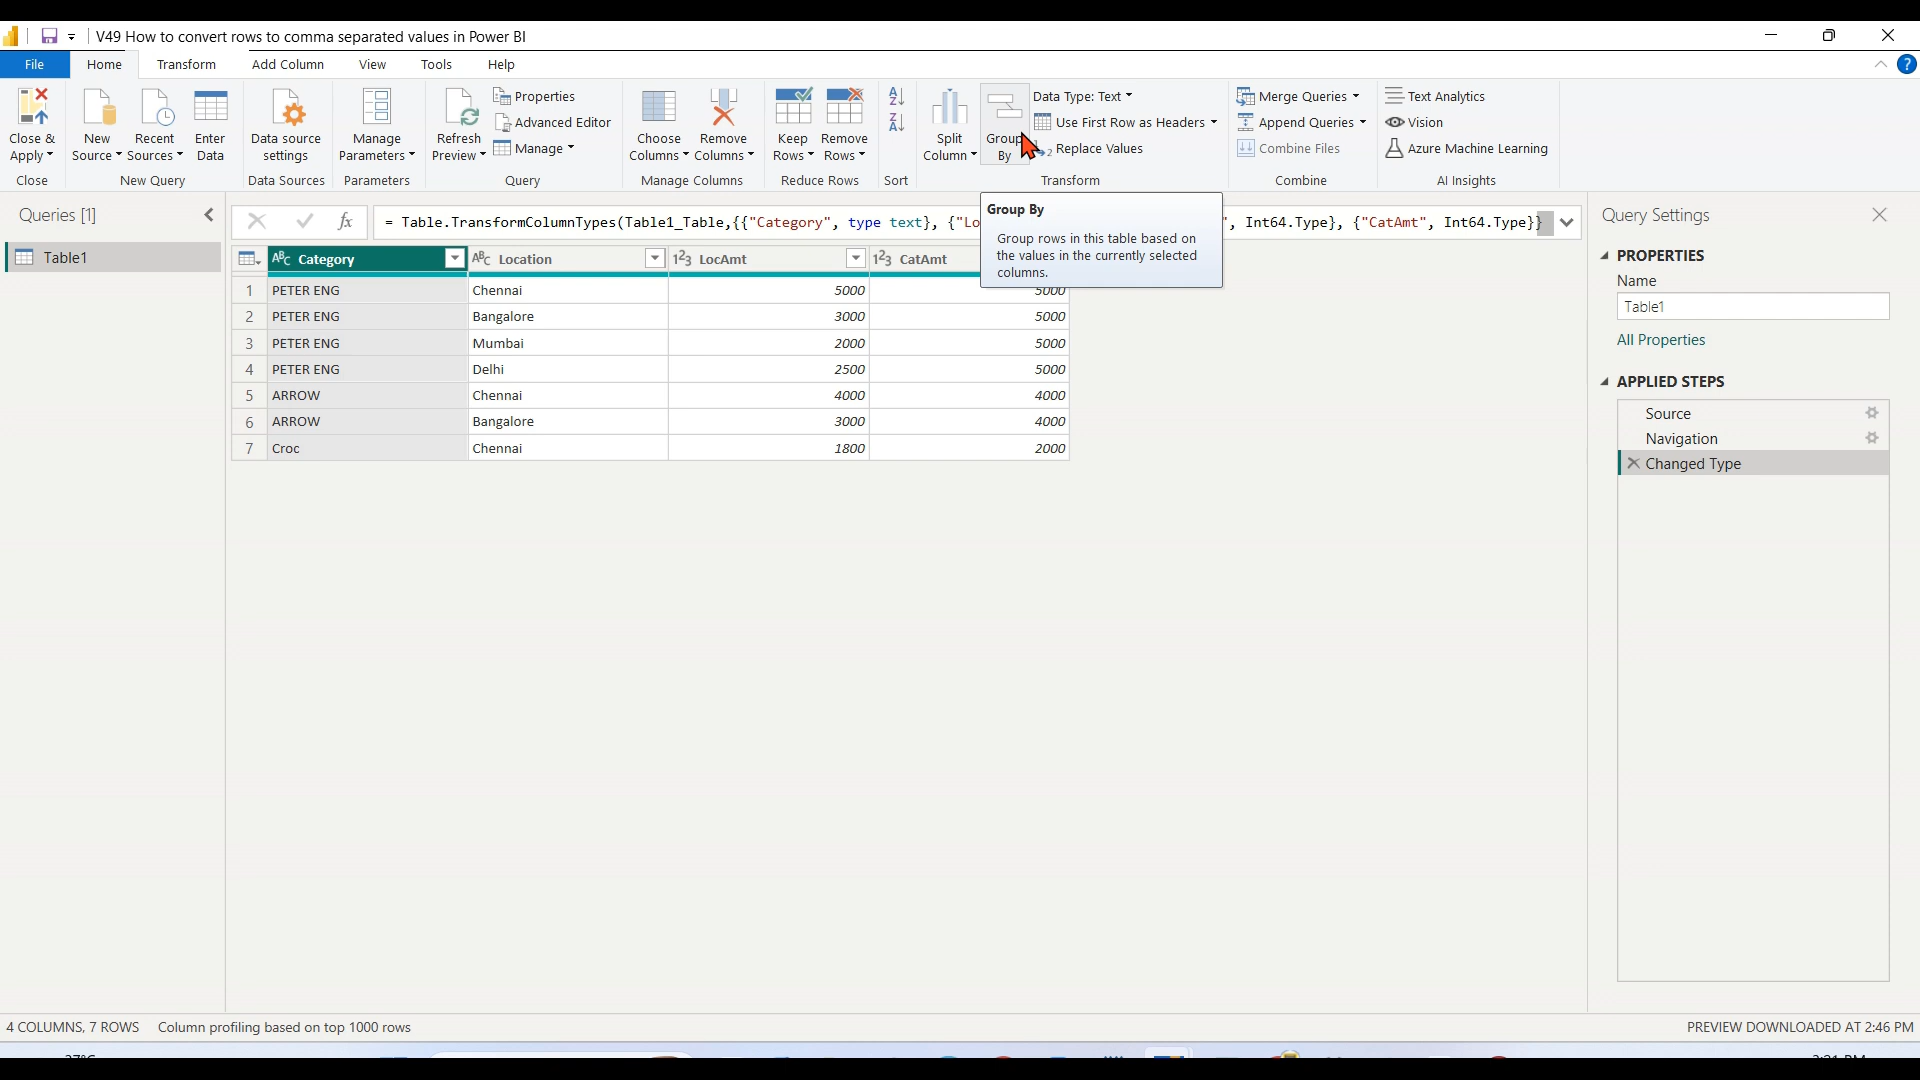 V49 How to convert rows to comma separated values in Power BI
File Home Transform Add Column View Tools Help
Close & Apply
Close
New Source
Recent Sources
Enter Data
New Query
Data source settings
Data Sources
Manage Parameters
Parameters
Refresh Preview
Properties
Advanced Editor
Manage
Query
Choose Columns
Remove Columns
Manage Columns
Keep Rows
Remove Rows
Reduce Rows
Sort
Split Column
Group By
Data Type: Text
Use First Row as Headers
Replace Values
Transform
Merge Queries
Append Queries
Combine Files
Combine
Text Analytics
Vision
Azure Machine Learning
AI Insights
Queries [1]
Table1
fx
= Table.TransformColumnTypes(Table1_Table,{{"Category", type text}, {"Lo ", Int64.Type}, {"CatAmt", Int64.Type}}
Group By
Group rows in this table based on
the values in the currently selected
columns.
Category Location LocAmt CatAmt
1 PETER ENG Chennai 5000 5000
2 PETER ENG Bangalore 3000 5000
3 PETER ENG Mumbai 2000 5000
4 PETER ENG Delhi 2500 5000
5 ARROW Chennai 4000 4000
6 ARROW Bangalore 3000 4000
7 Croc Chennai 1800 2000
Query Settings
PROPERTIES
Name
Table1
All Properties
APPLIED STEPS
Source
Navigation
Changed Type
4 COLUMNS, 7 ROWS Column profiling based on top 1000 rows
PREVIEW DOWNLOADED AT 2:46 PM